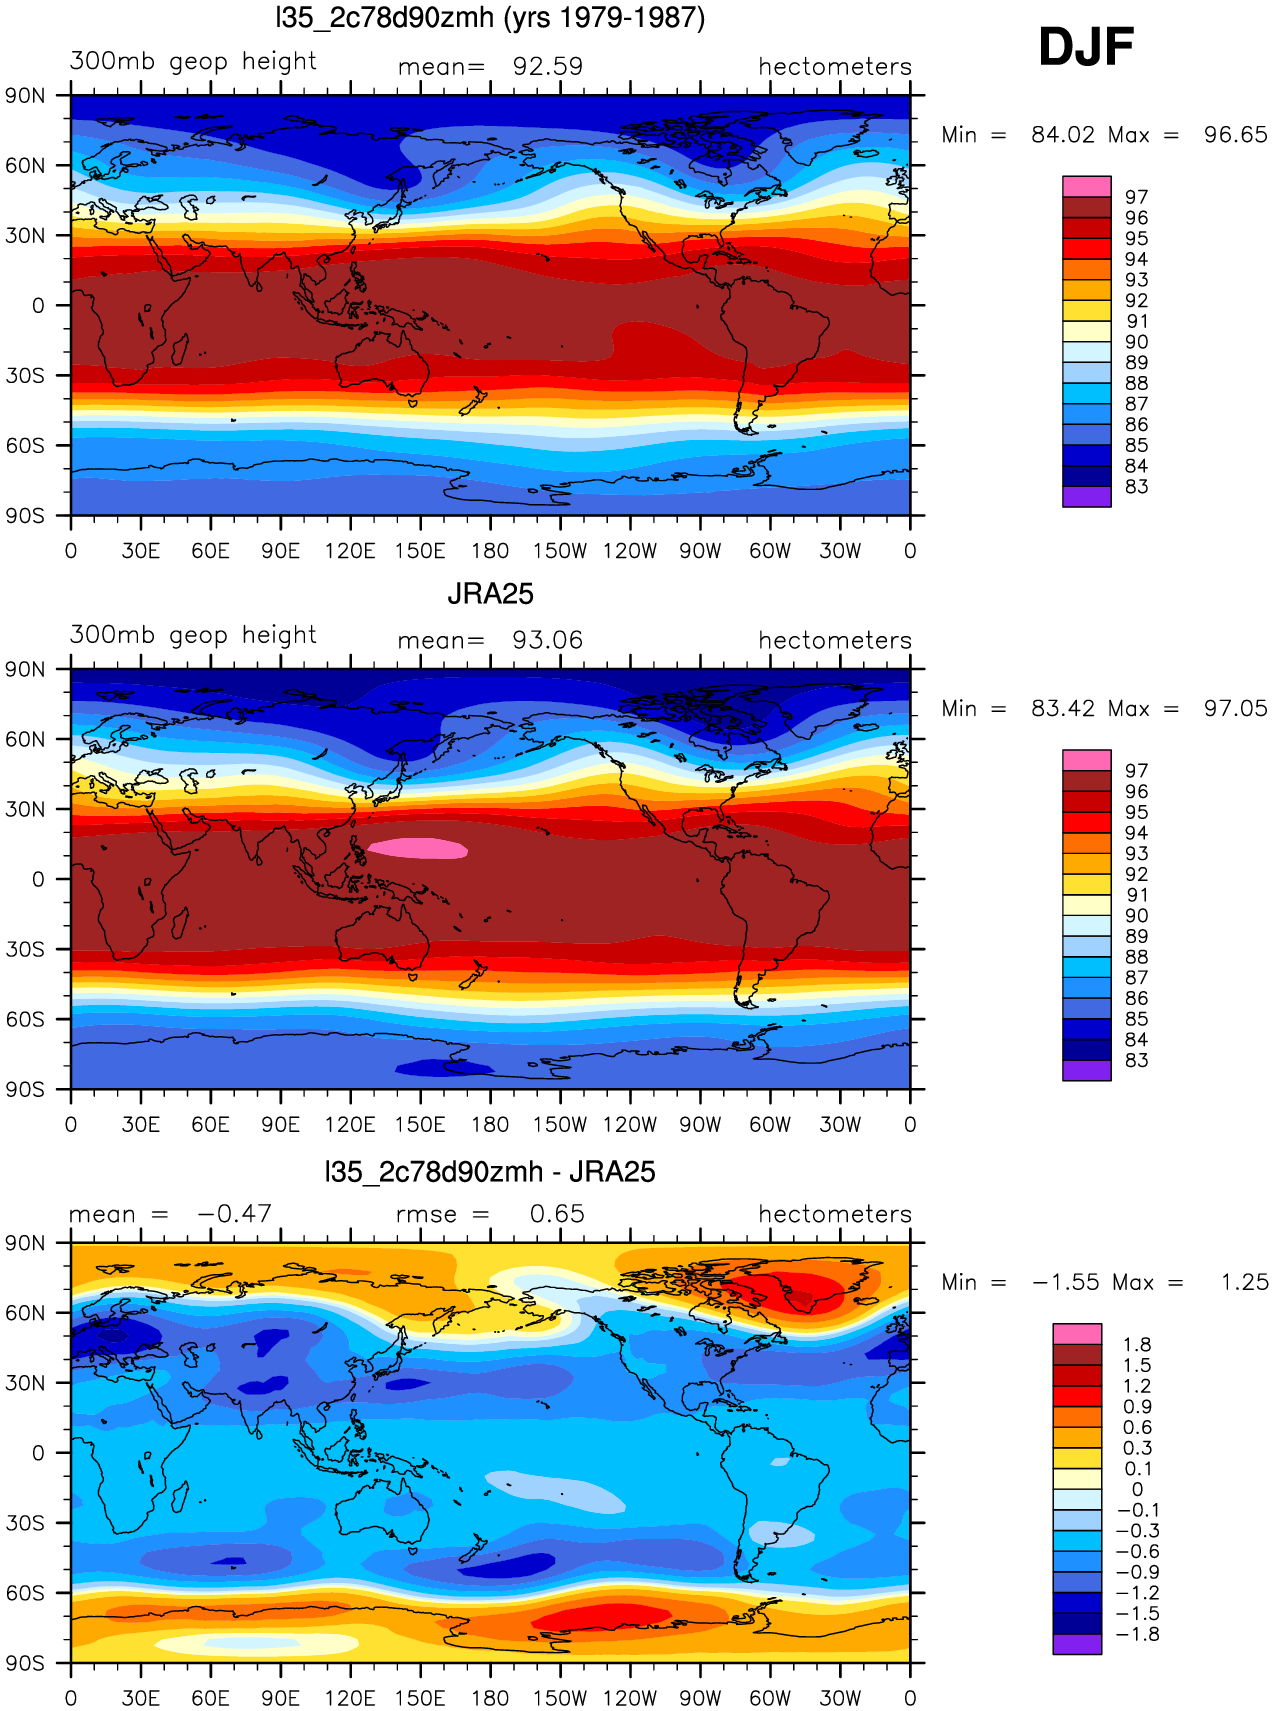 l35_2c78d90zmh (yrs 1979-1987)
DJF
300mb geop height mean= 92.59 hectometers
Min = 84.02 Max = 96.65
90N
60N
30N
0
30S
60S
90S
0 30E 60E 90E 120E 150E 180 150W 120W 90W 60W 30W 0
97
96
95
94
93
92
91
90
89
88
87
86
85
84
83
JRA25
300mb geop height mean= 93.06 hectometers
Min = 83.42 Max = 97.05
90N
60N
30N
0
30S
60S
90S
0 30E 60E 90E 120E 150E 180 150W 120W 90W 60W 30W 0
97
96
95
94
93
92
91
90
89
88
87
86
85
84
83
l35_2c78d90zmh - JRA25
mean = −0.47 rmse = 0.65 hectometers
Min = −1.55 Max = 1.25
90N
60N
30N
0
30S
60S
90S
0 30E 60E 90E 120E 150E 180 150W 120W 90W 60W 30W 0
1.8
1.5
1.2
0.9
0.6
0.3
0.1
0
−0.1
−0.3
−0.6
−0.9
−1.2
−1.5
−1.8